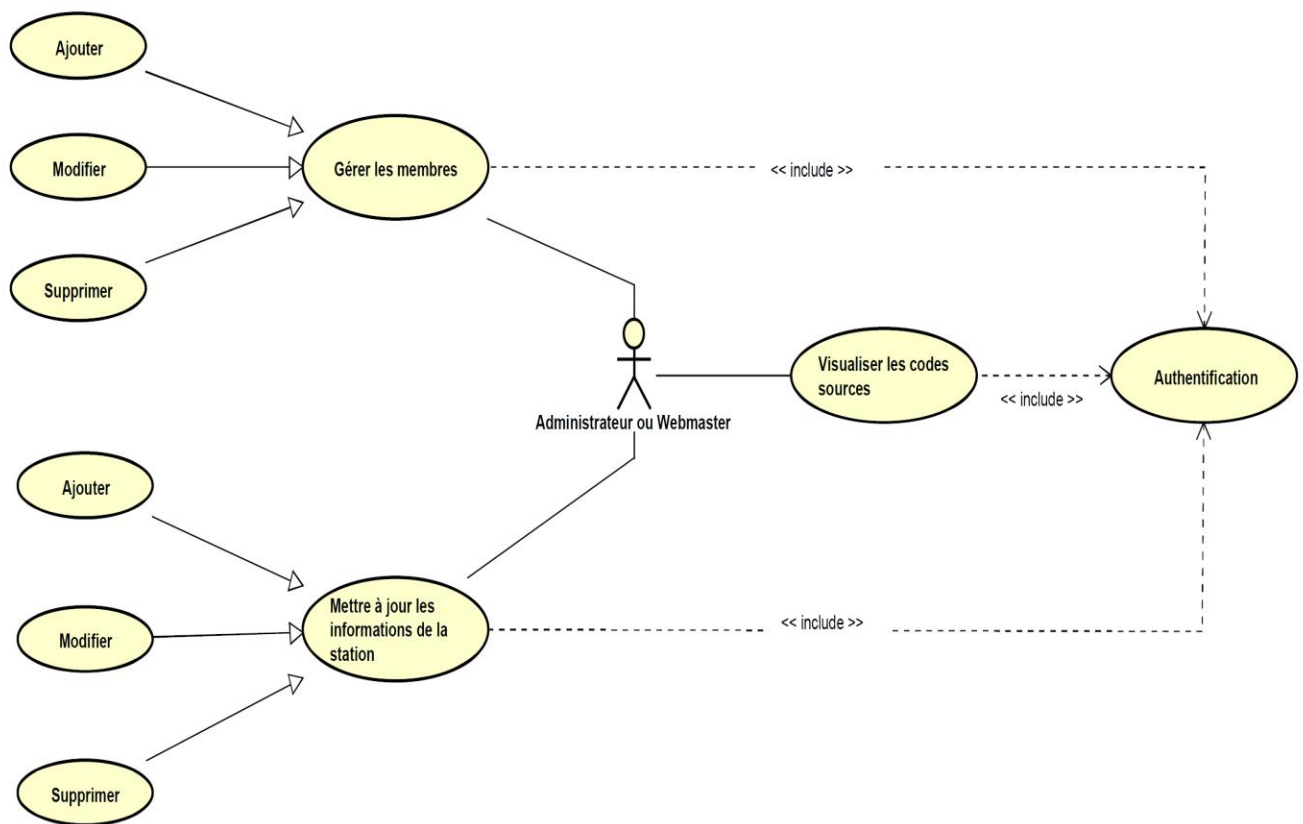 Ajouter
Modifier
Gérer les membres
<< include >>
Supprimer
Visualiser les codes
sources
<< include >>
Authentification
Administrateur ou Webmaster
Ajouter
Modifier
Mettre à jour les
informations de la
station
<< include >>
Supprimer